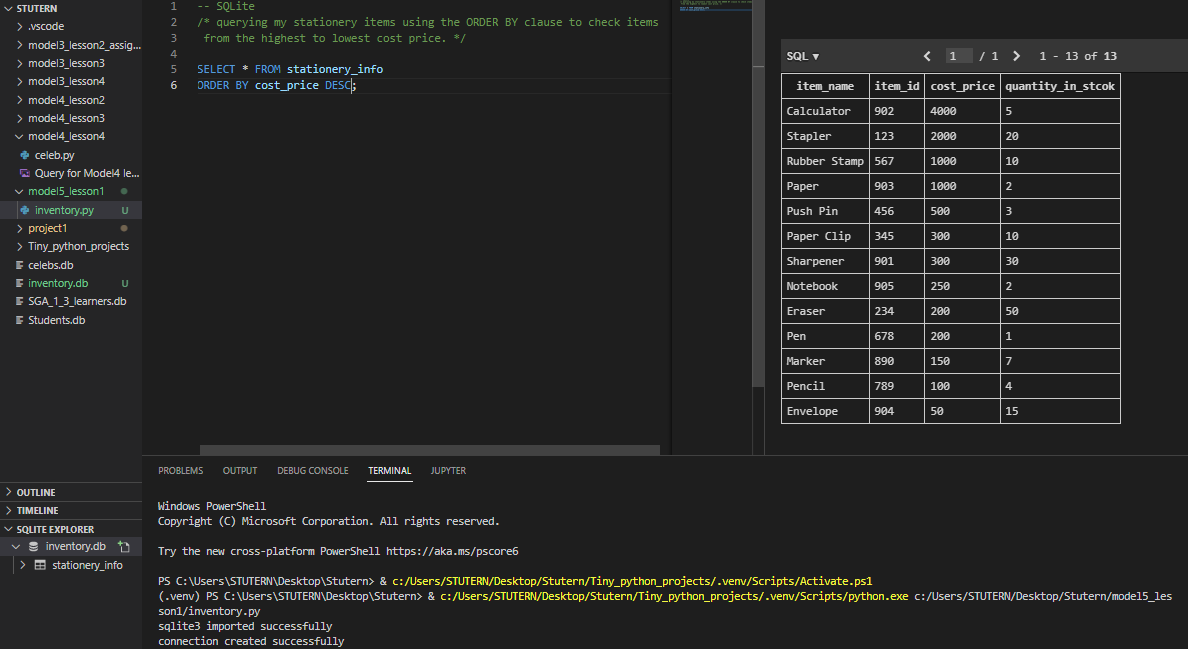 STUTERN
.vscode
model3_lesson2_assig...
model3_lesson3
model3_lesson4
model4_lesson2
model4_lesson3
model4_lesson4
celeb.py
Query for Model4 le...
model5_lesson1
inventory.py U
project1
Tiny_python_projects
celebs.db
inventory.db U
SGA_1_3_learners.db
Students.db
OUTLINE
TIMELINE
SQLITE EXPLORER
inventory.db
stationery_info
1 -- SQLite
2 /* querying my stationery items using the ORDER BY clause to check items
3 from the highest to lowest cost price. */
4
5 SELECT * FROM stationery_info
6 ORDER BY cost_price DESC;
SQL ▼ 1 / 1 1 - 13 of 13
item_name item_id cost_price quantity_in_stcok
Calculator 902 4000 5
Stapler 123 2000 20
Rubber Stamp 567 1000 10
Paper 903 1000 2
Push Pin 456 500 3
Paper Clip 345 300 10
Sharpener 901 300 30
Notebook 905 250 2
Eraser 234 200 50
Pen 678 200 1
Marker 890 150 7
Pencil 789 100 4
Envelope 904 50 15
PROBLEMS OUTPUT DEBUG CONSOLE TERMINAL JUPYTER
Windows PowerShell
Copyright (C) Microsoft Corporation. All rights reserved.
Try the new cross-platform PowerShell https://aka.ms/pscore6
PS C:\Users\STUTERN\Desktop\Stutern> & c:/Users/STUTERN/Desktop/Stutern/Tiny_python_projects/.venv/Scripts/Activate.ps1
(.venv) PS C:\Users\STUTERN\Desktop\Stutern> & c:/Users/STUTERN/Desktop/Stutern/Tiny_python_projects/.venv/Scripts/python.exe c:/Users/STUTERN/Desktop/Stutern/model5_les
son1/inventory.py
sqlite3 imported successfully
connection created successfully